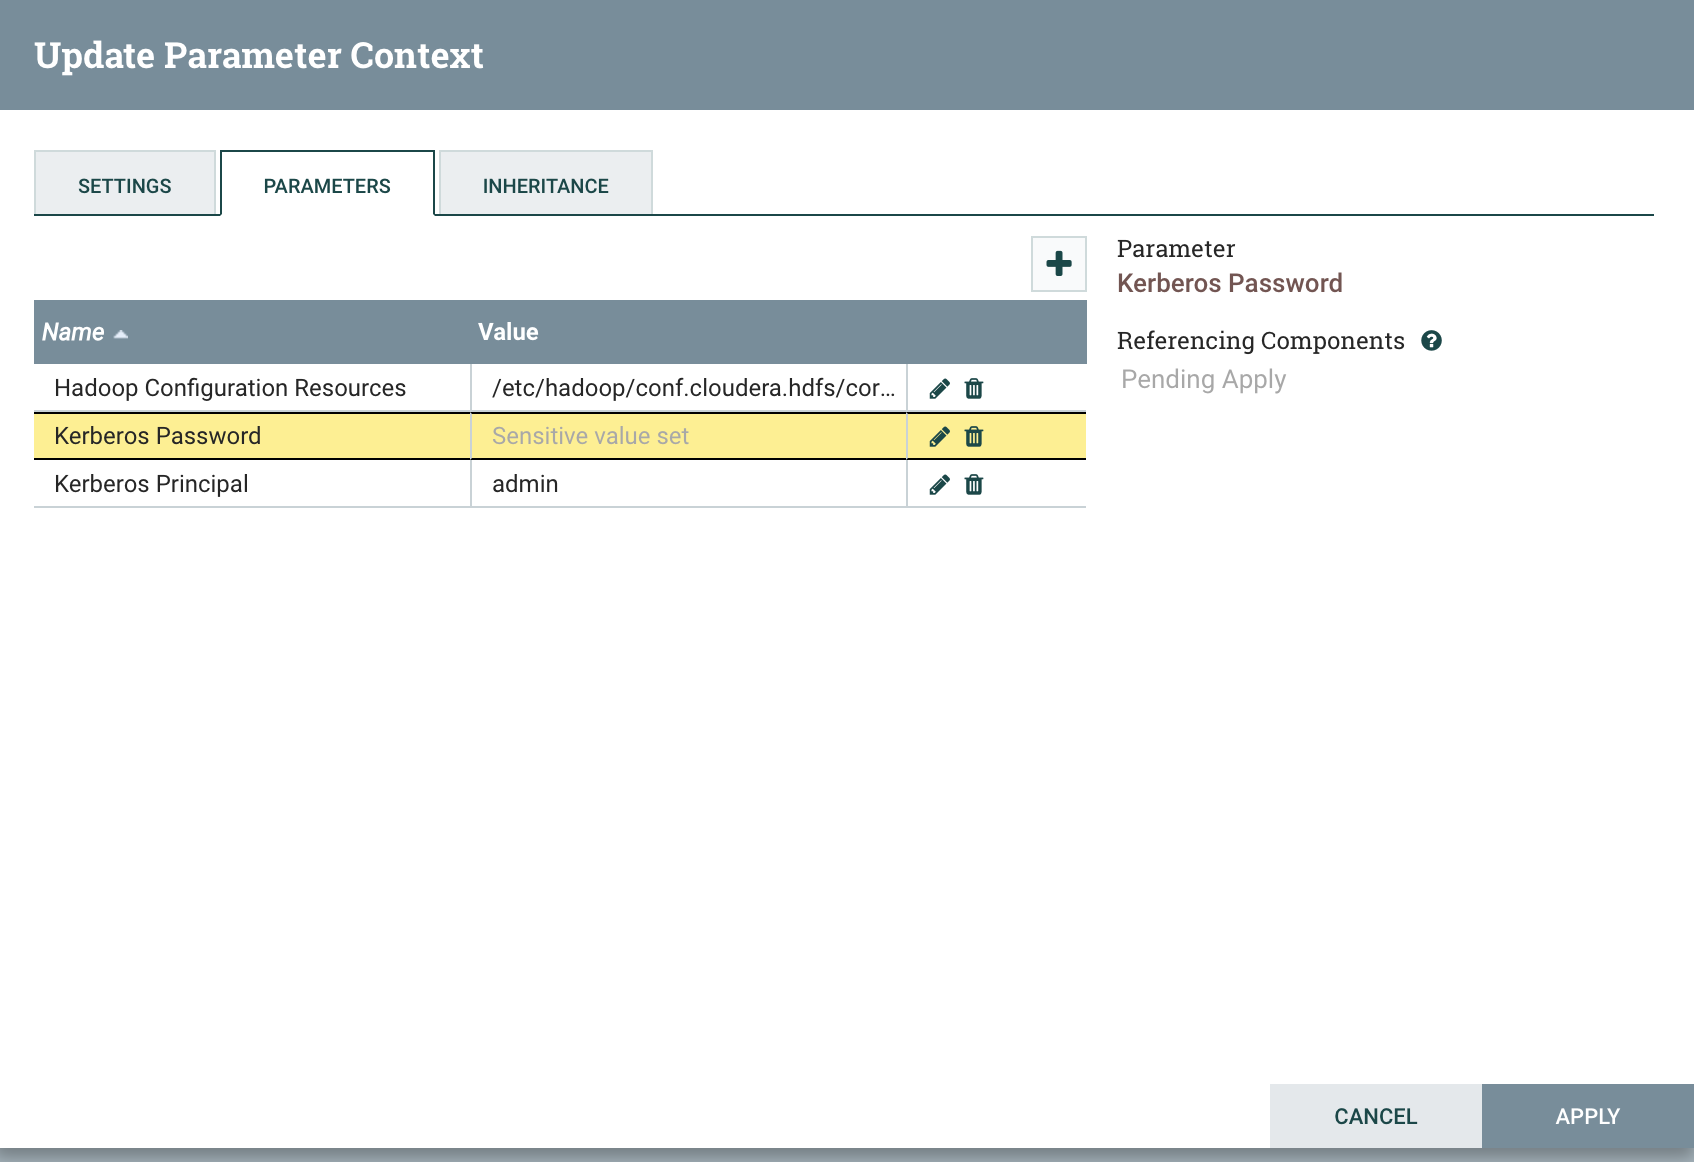 Update Parameter Context
SETTINGS
PARAMETERS
INHERITANCE
Parameter
Kerberos Password
Referencing Components
Pending Apply
Name
Value
Hadoop Configuration Resources
/etc/hadoop/conf.cloudera.hdfs/cor...
Kerberos Password
Sensitive value set
Kerberos Principal
admin
CANCEL
APPLY